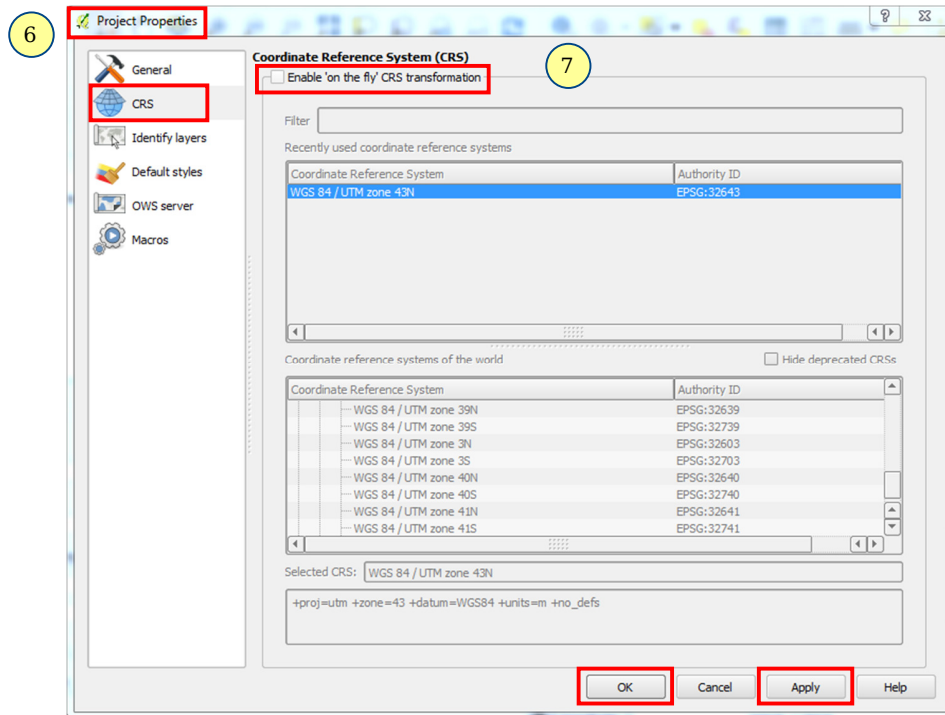 6
Project Properties
?
General
CRS
Identify layers
Default styles
OWS server
Macros
Coordinate Reference System (CRS)
7
Enable 'on the fly' CRS transformation
Filter
Recently used coordinate reference systems
Coordinate Reference System Authority ID
WGS 84 / UTM zone 43N EPSG:32643
Coordinate reference systems of the world Hide deprecated CRSs
Coordinate Reference System Authority ID
WGS 84 / UTM zone 39N EPSG:32639
WGS 84 / UTM zone 39S EPSG:32739
WGS 84 / UTM zone 3N EPSG:32603
WGS 84 / UTM zone 3S EPSG:32703
WGS 84 / UTM zone 40N EPSG:32640
WGS 84 / UTM zone 40S EPSG:32740
WGS 84 / UTM zone 41N EPSG:32641
WGS 84 / UTM zone 41S EPSG:32741
Selected CRS: WGS 84 / UTM zone 43N
+proj=utm +zone=43 +datum=WGS84 +units=m +no_defs
OK Cancel Apply Help